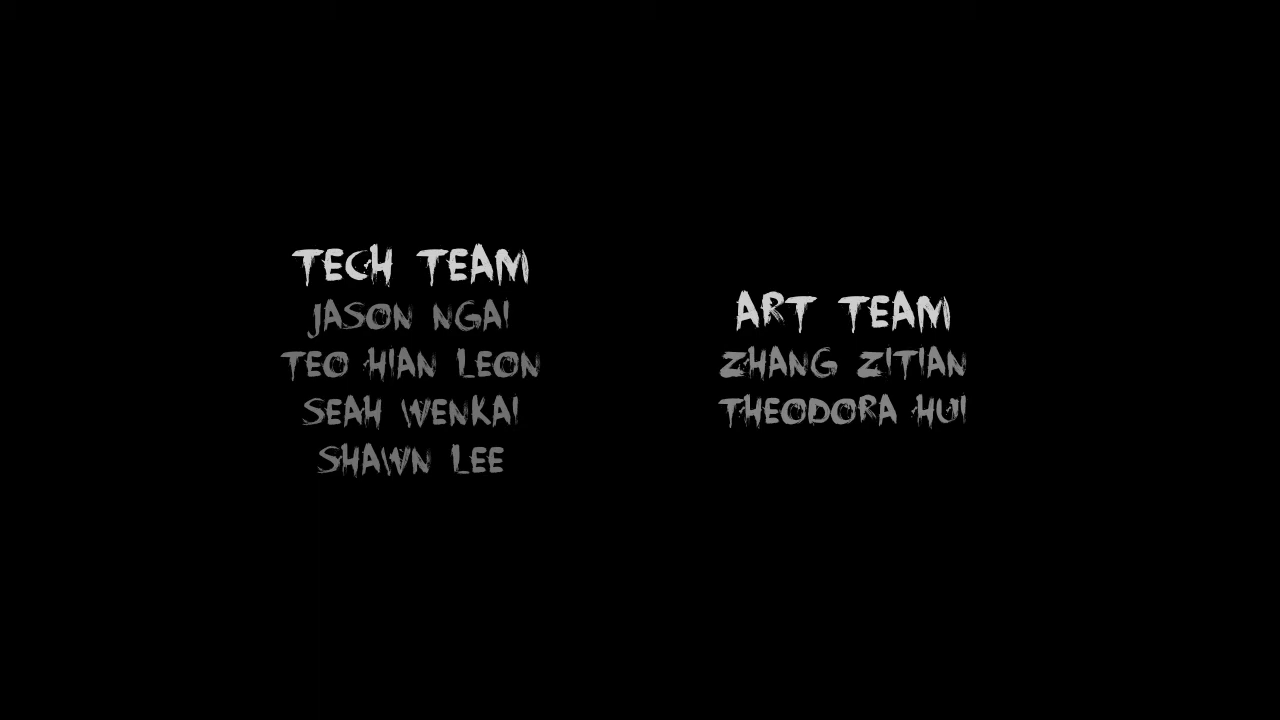 TECH TEAM
JASON NGAI
TEO HIAN LEON
SEAH WENKAI
SHAWN LEE
ART TEAM
ZHANG ZITIAN
THEODORA HUI